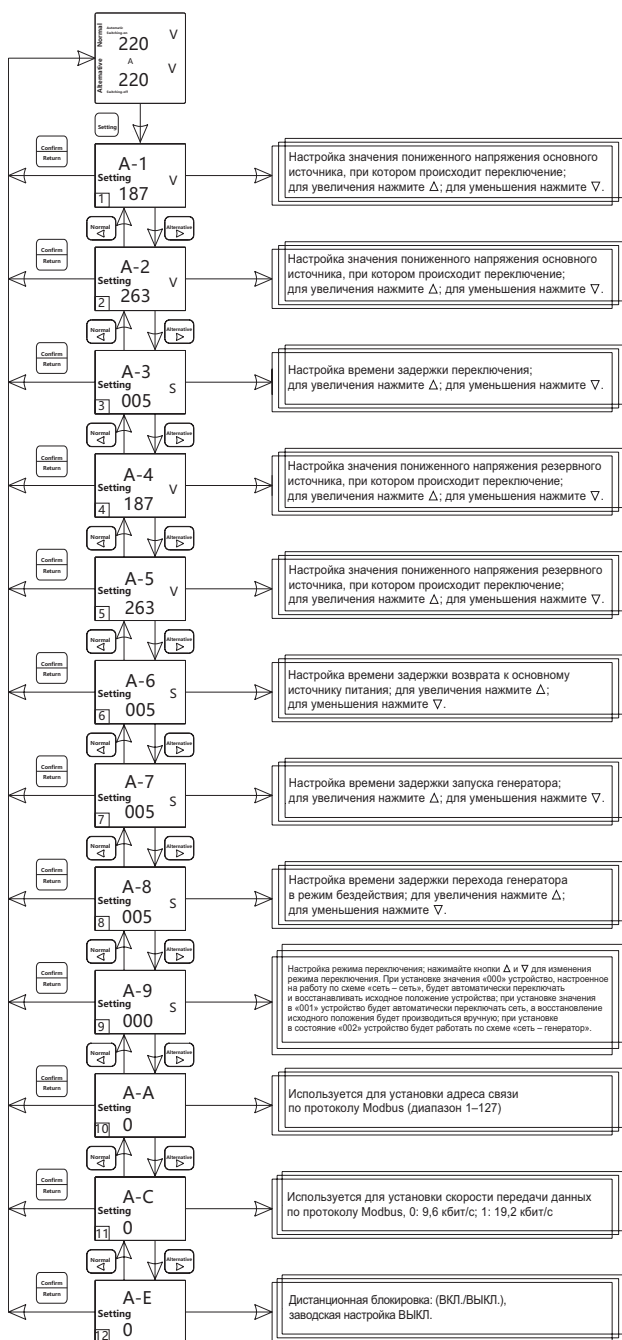 Normal
Automatic
Switching-on
220 V
A
Alternative
220 V
Switching-off
Setting
Confirm
Return
A-1
Setting
1 187 V
Настройка значения пониженного напряжения основного
источника, при котором происходит переключение;
для увеличения нажмите △; для уменьшения нажмите ▽.
Normal
◁
Alternative
▷
Confirm
Return
A-2
Setting
2 263 V
Настройка значения пониженного напряжения основного
источника, при котором происходит переключение;
для увеличения нажмите △; для уменьшения нажмите ▽.
Normal
◁
Alternative
▷
Confirm
Return
A-3
Setting
3 005 S
Настройка времени задержки переключения;
для увеличения нажмите △; для уменьшения нажмите ▽.
Normal
◁
Alternative
▷
Confirm
Return
A-4
Setting
4 187 V
Настройка значения пониженного напряжения резервного
источника, при котором происходит переключение;
для увеличения нажмите △; для уменьшения нажмите ▽.
Normal
◁
Alternative
▷
Confirm
Return
A-5
Setting
5 263 V
Настройка значения пониженного напряжения резервного
источника, при котором происходит переключение;
для увеличения нажмите △; для уменьшения нажмите ▽.
Normal
◁
Alternative
▷
Confirm
Return
A-6
Setting
6 005 S
Настройка времени задержки возврата к основному
источнику питания; для увеличения нажмите △;
для уменьшения нажмите ▽.
Normal
◁
Alternative
▷
Confirm
Return
A-7
Setting
7 005 S
Настройка времени задержки запуска генератора;
для увеличения нажмите △; для уменьшения нажмите ▽.
Normal
◁
Alternative
▷
Confirm
Return
A-8
Setting
8 005 S
Настройка времени задержки перехода генератора
в режим бездействия; для увеличения нажмите △;
для уменьшения нажмите ▽.
Normal
◁
Alternative
▷
Confirm
Return
A-9
Setting
9 000 S
Настройка режима переключения; нажимайте кнопки △ и ▽ для изменения
режима переключения. При установке значения «000» устройство, настроенное
на работу по схеме «сеть – сеть», будет автоматически переключать
и восстанавливать исходное положение устройства; при установке значения
в «001» устройство будет автоматически переключать сеть, а восстановление
исходного положения будет производиться вручную; при установке
в состояние «002» устройство будет работать по схеме «сеть – генератор».
Normal
◁
Alternative
▷
Confirm
Return
A-A
Setting
10 0
Используется для установки адреса связи
по протоколу Modbus (диапазон 1–127)
Normal
◁
Alternative
▷
Confirm
Return
A-C
Setting
11 0
Используется для установки скорости передачи данных
по протоколу Modbus, 0: 9,6 кбит/с; 1: 19,2 кбит/с
Normal
◁
Alternative
▷
Confirm
Return
A-E
Setting
12 0
Дистанционная блокировка: (ВКЛ./ВЫКЛ.),
заводская настройка ВЫКЛ.